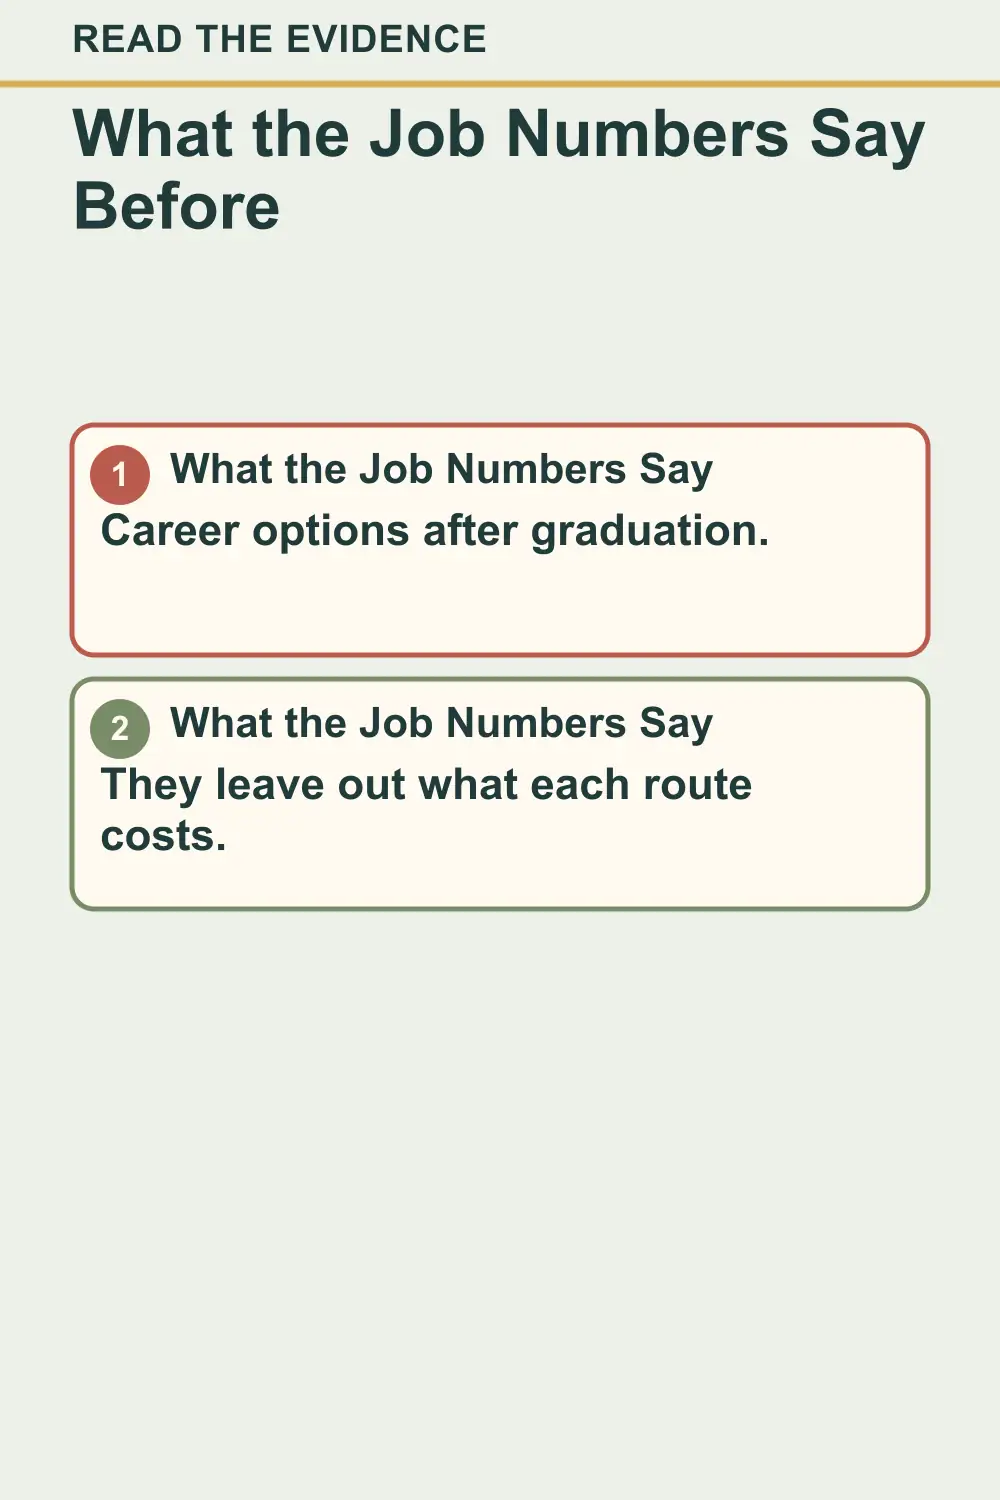 READ THE EVIDENCE
What the Job Numbers Say
Before
1 What the Job Numbers Say
Career options after graduation.
2 What the Job Numbers Say
They leave out what each route
costs.